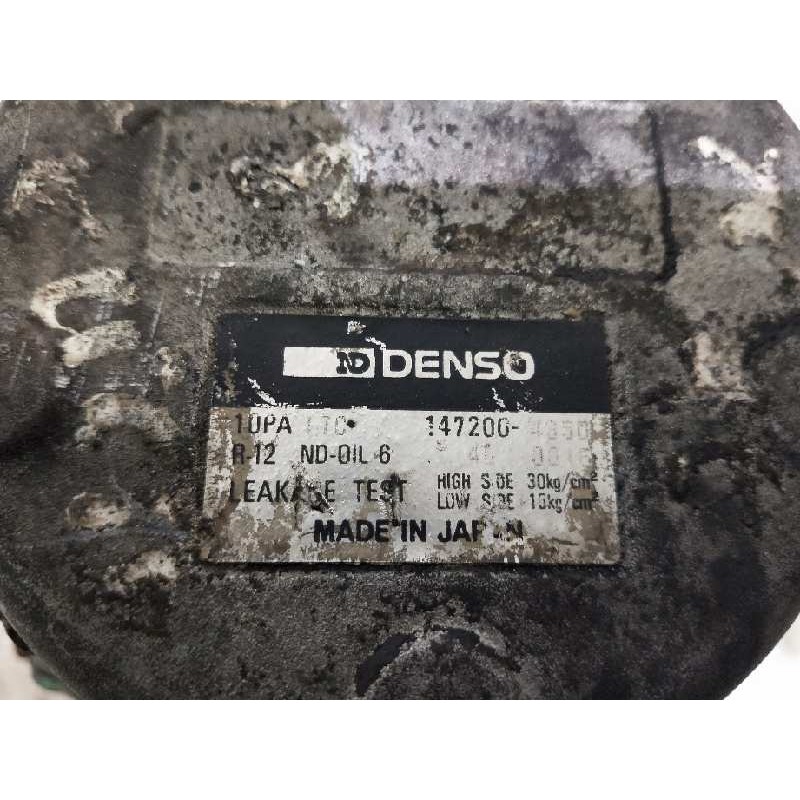 ND DENSO
10PA 147200-
R-12 ND-OIL 6
LEAKAGE TEST HIGH SIDE 30kg/cm²
LOW SIDE 15kg/cm²
MADE IN JAPAN